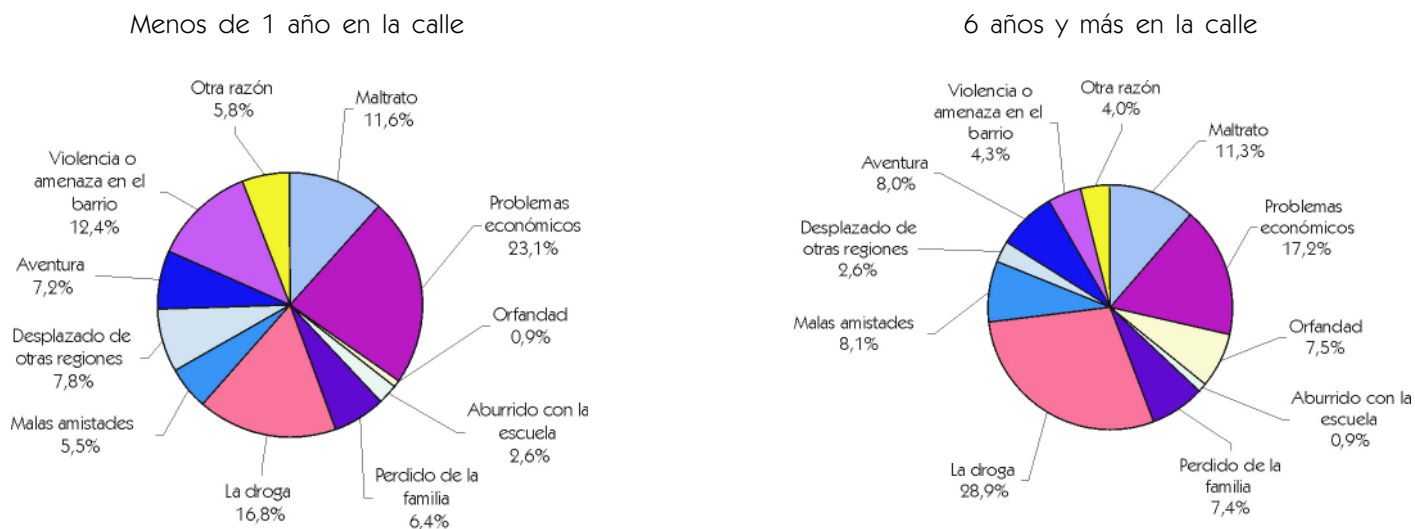 Menos de 1 año en la calle
Otra razón
5,8%
Maltrato
11,6%
Violencia o
amenaza en el
barrio
12,4%
Problemas
económicos
23,1%
Aventura
7,2%
Orfandad
0,9%
Desplazado de
otras regiones
7,8%
Aburrido con la
escuela
2,6%
Malas amistades
5,5%
Perdido de la
familia
6,4%
La droga
16,8%
6 años y más en la calle
Violencia o
amenaza en el
barrio
4,3%
Otra razón
4,0%
Maltrato
11,3%
Aventura
8,0%
Problemas
económicos
17,2%
Desplazado de
otras regiones
2,6%
Malas amistades
8,1%
Orfandad
7,5%
Aburrido con la
escuela
0,9%
La droga
28,9%
Perdido de la
familia
7,4%